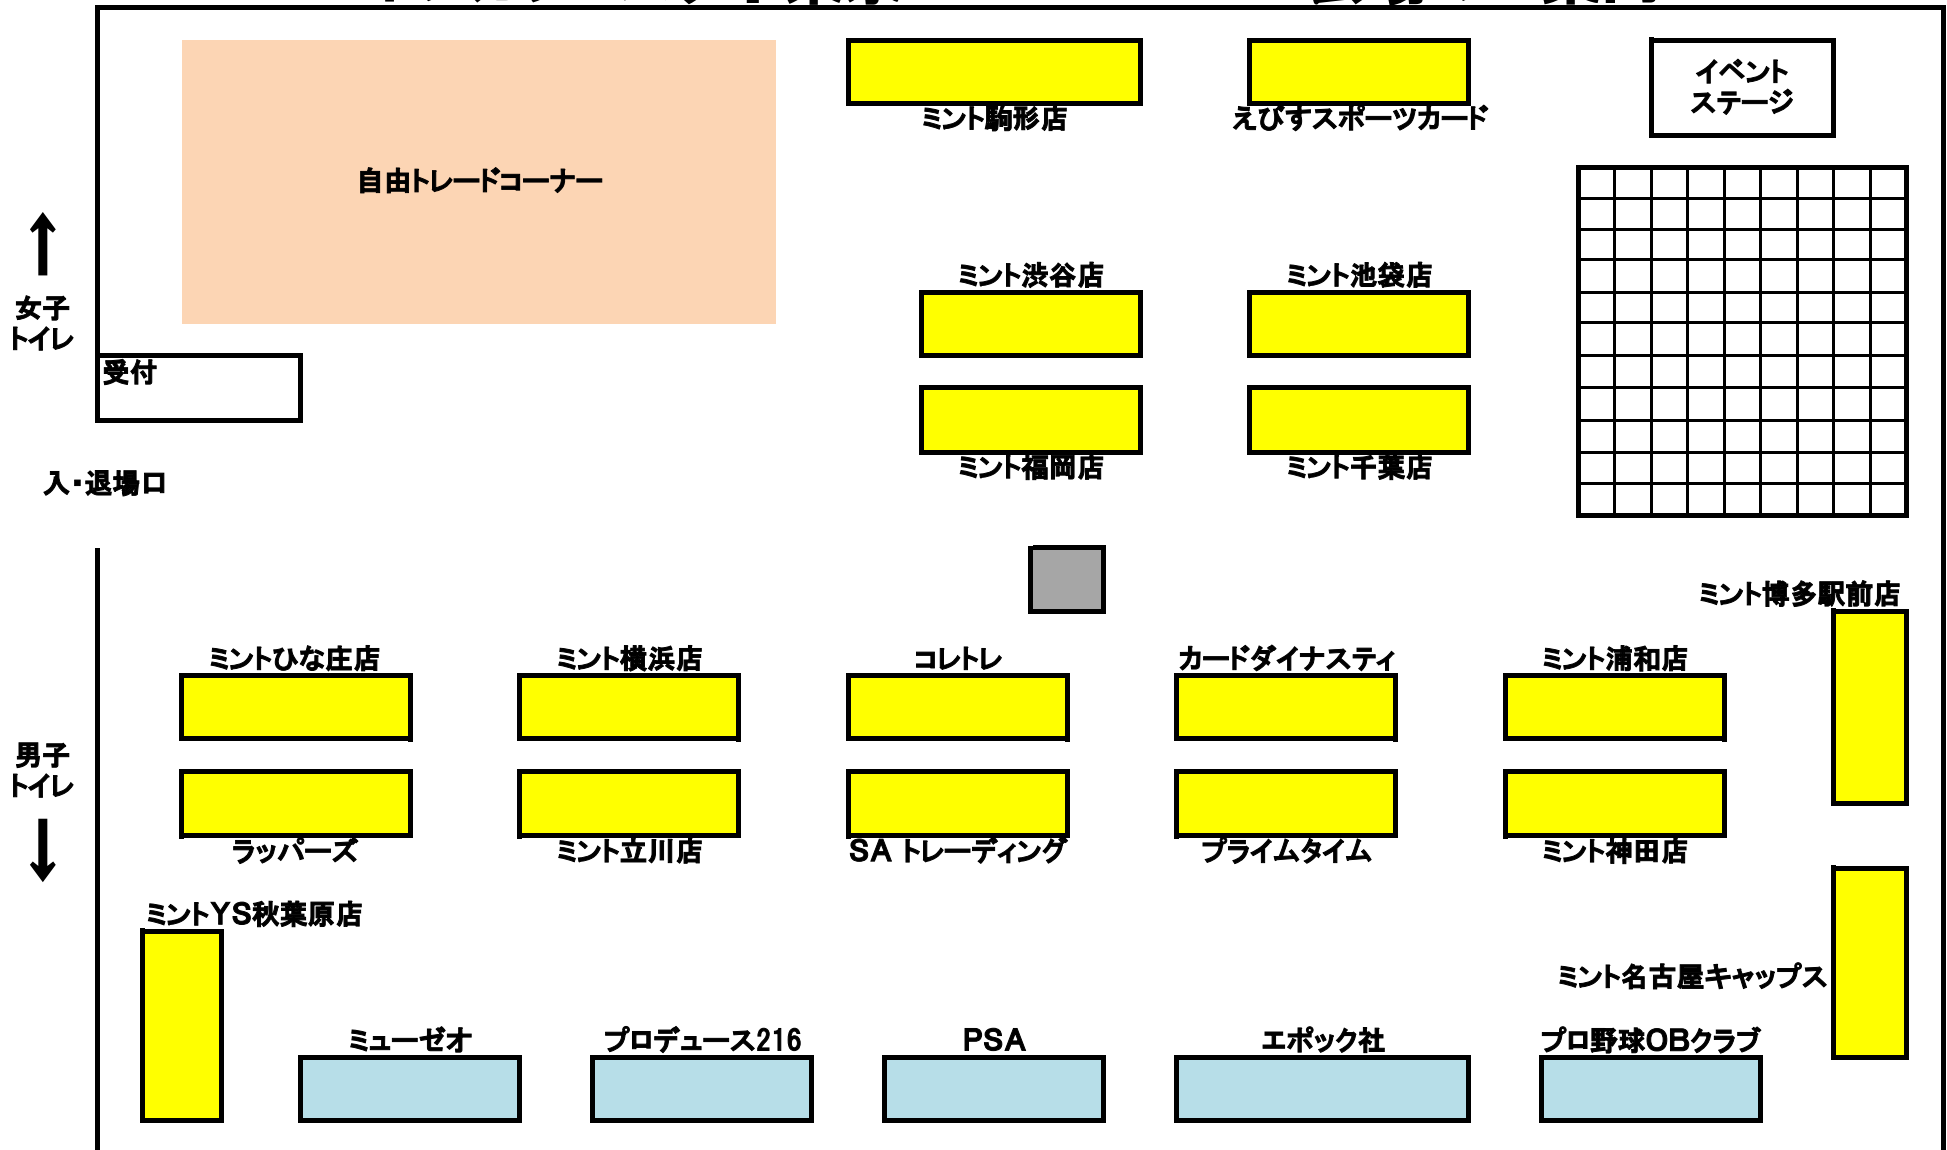 ミント駒形店
えびすスポーツカード
イベント
ステージ
自由トレードコーナー
ミント渋谷店
ミント池袋店
女子
トイレ
受付
ミント福岡店
ミント千葉店
入・退場口
ミント博多駅前店
ミントひな庄店
ミント横浜店
コレトレ
カードダイナスティ
ミント浦和店
男子
トイレ
ラッパーズ
ミント立川店
SA トレーディング
プライムタイム
ミント神田店
ミントYS秋葉原店
ミント名古屋キャップス
ミューゼオ
プロデュース216
PSA
エポック社
プロ野球OBクラブ